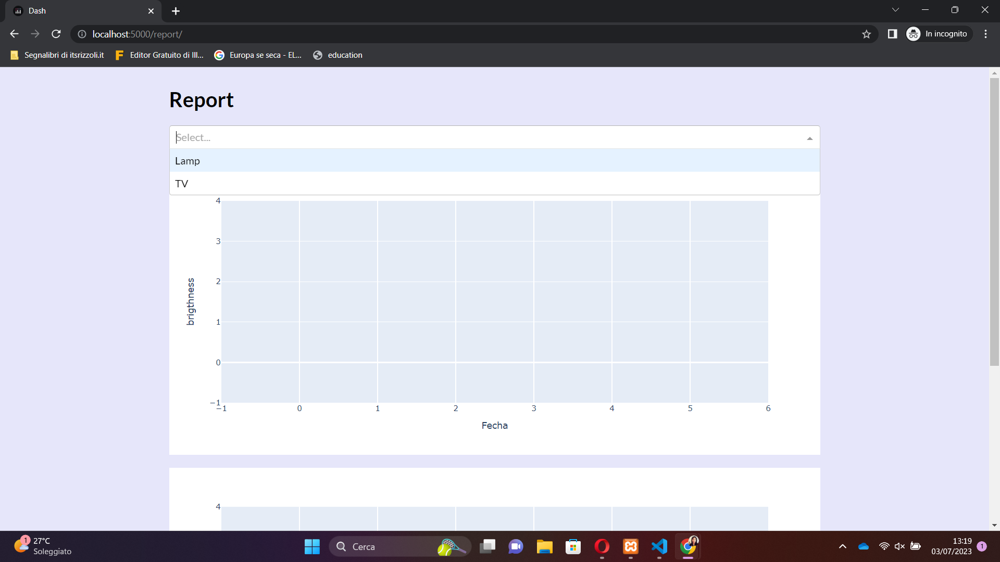 Dash
localhost:5000/report/
In incognito
Segnalibri di itsrizzoli.it
Editor Gratuito di Ill...
Europa se seca - EL...
education
Report
Select...
Lamp
TV
4
3
2
1
0
−1
brigthness
−1 0 1 2 3 4 5 6
Fecha
4
1
27°C
Soleggiato
Cerca
13:19
03/07/2023
1